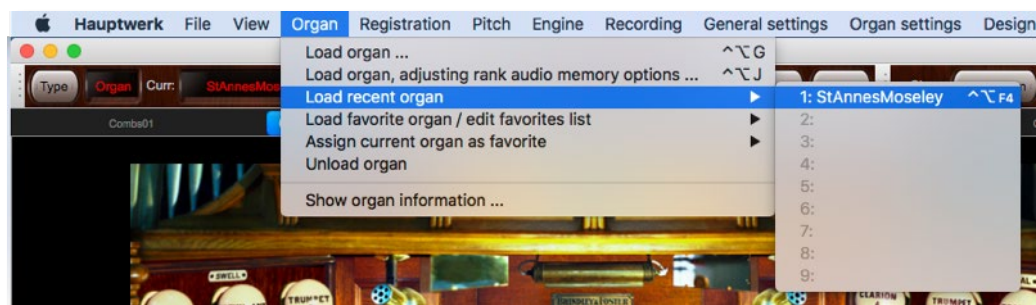 Hauptwerk File View Organ Registration Pitch Engine Recording General settings Organ settings Design
Load organ ... ^⌥G
Load organ, adjusting rank audio memory options ... ^⌥J
Type Organ Curr: StAnnesMos
Load recent organ ▶ 1: StAnnesMoseley ^⌥F4
Combs01
Load favorite organ / edit favorites list ▶ 2:
Assign current organ as favorite ▶ 3:
Unload organ 4:
5:
Show organ information ... 6:
7:
8:
9:
SWELL
TRUMPET
BRINDLEY & FOSTER
CLARION
TRUMPET